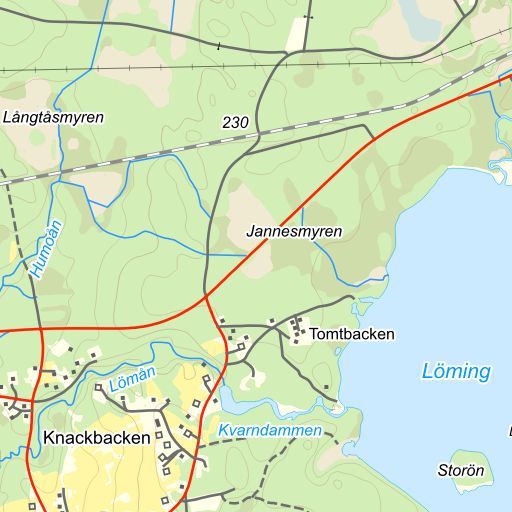 Långtåsmyren
230
Jannesmyren
Humoån
Tomtbacken
Löming
Lömån
Kvarndammen
Knackbacken
Storön